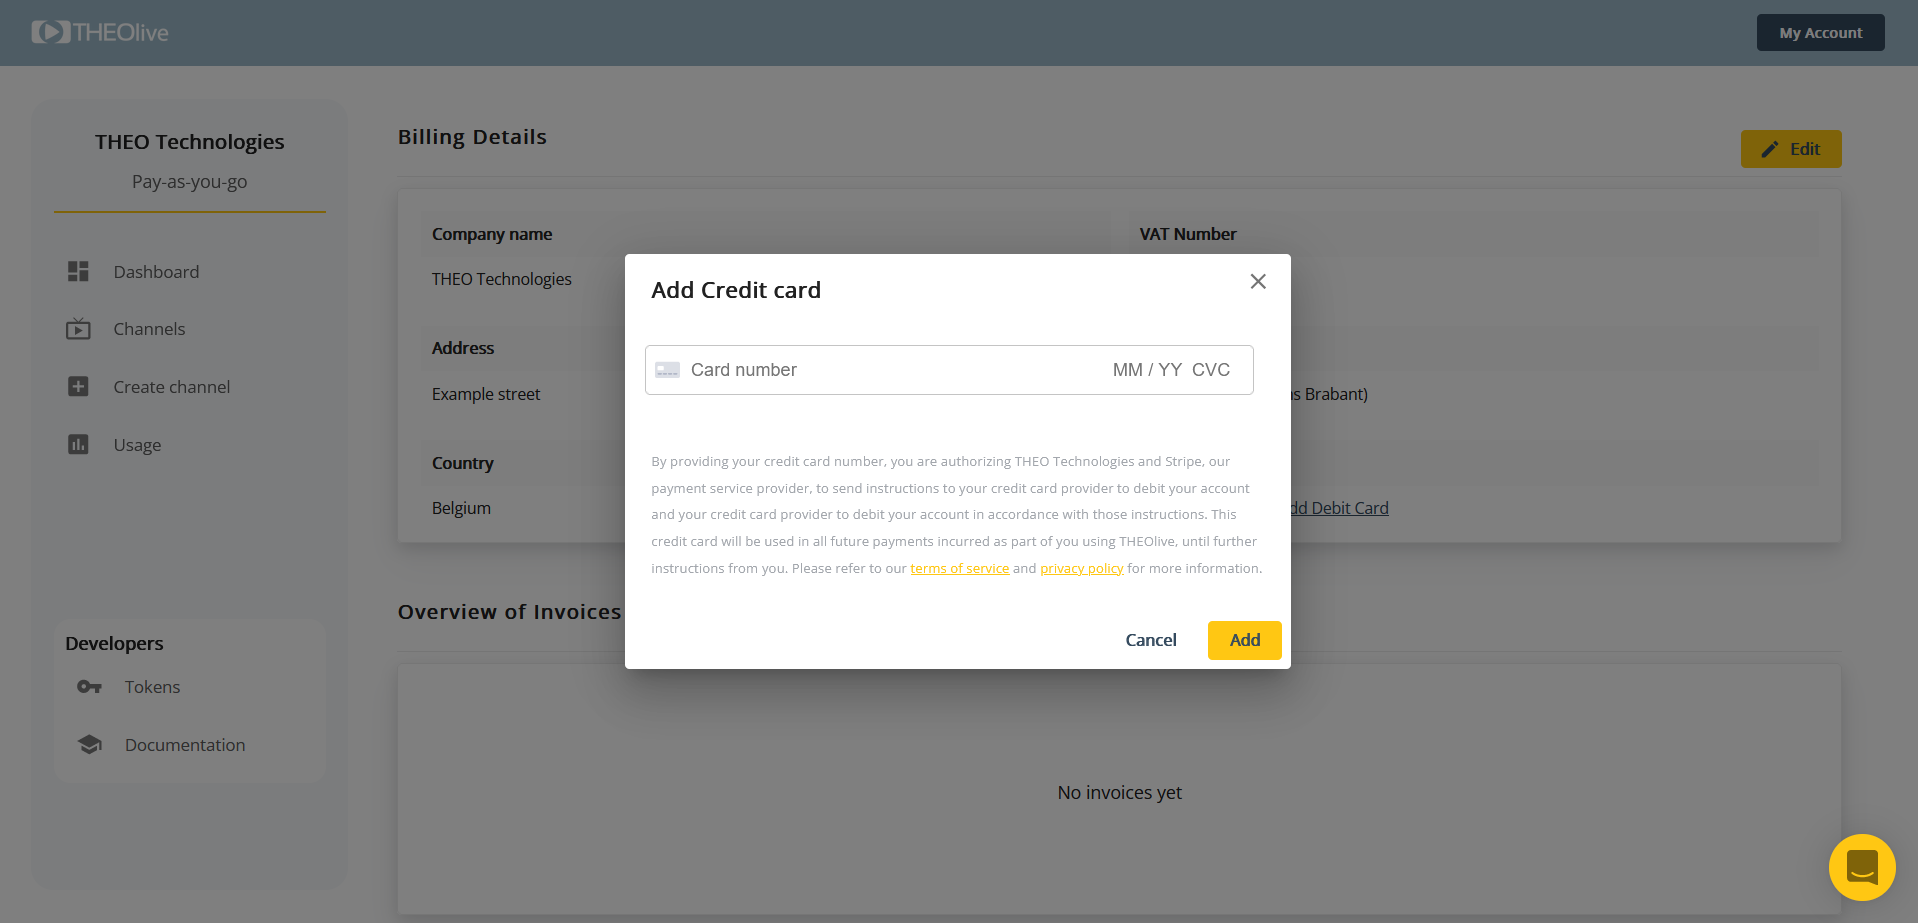 THEOlive
My Account
THEO Technologies
Pay-as-you-go
Dashboard
Channels
Create channel
Usage
Developers
Tokens
Documentation
Billing Details
Edit
Company name
VAT Number
THEO Technologies
Address
Example street
Brabant)
Country
Belgium
Debit Card
Add Credit card
Card number MM / YY CVC
By providing your credit card number, you are authorizing THEO Technologies and Stripe, our
payment service provider, to send instructions to your credit card provider to debit your account
and your credit card provider to debit your account in accordance with those instructions. This
credit card will be used in all future payments incurred as part of you using THEOlive, until further
instructions from you. Please refer to our terms of service and privacy policy for more information.
Cancel
Add
Overview of Invoices
No invoices yet